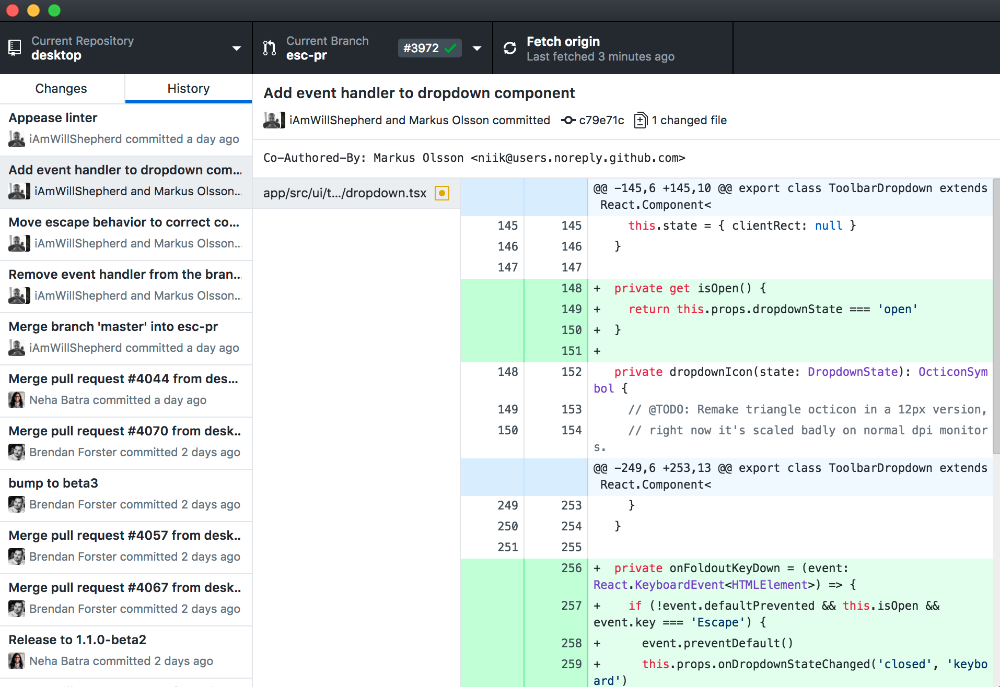 Current Repository
desktop
Current Branch
esc-pr
#3972
Fetch origin
Last fetched 3 minutes ago
Changes
History
Appease linter
iAmWillShepherd committed a day ago
Add event handler to dropdown com...
iAmWillShepherd and Markus Olsson...
Move escape behavior to correct co...
iAmWillShepherd and Markus Olsson...
Remove event handler from the bran...
iAmWillShepherd and Markus Olsson...
Merge branch 'master' into esc-pr
iAmWillShepherd committed a day ago
Merge pull request #4044 from des...
Neha Batra committed a day ago
Merge pull request #4070 from desk..
Brendan Forster committed 2 days ago
bump to beta3
Brendan Forster committed 2 days ago
Merge pull request #4057 from desk..
Brendan Forster committed 2 days ago
Merge pull request #4067 from desk..
Brendan Forster committed 2 days ago
Release to 1.1.0-beta2
Neha Batra committed 2 days ago
Add event handler to dropdown component
iAmWillShepherd and Markus Olsson committed c79e71c 1 changed file
Co-Authored-By: Markus Olsson <niik@users.noreply.github.com>
app/src/ui/t.../dropdown.tsx
@@ -145,6 +145,10 @@ export class ToolbarDropdown extends
React.Component<
145 145 this.state = { clientRect: null }
146 146 }
147 147
148 + private get isOpen() {
149 + return this.props.dropdownState === 'open'
150 + }
151 +
148 152 private dropdownIcon(state: DropdownState): OcticonSym
bol {
149 153 // @TODO: Remake triangle octicon in a 12px version,
150 154 // right now it's scaled badly on normal dpi monitor
s.
@@ -249,6 +253,13 @@ export class ToolbarDropdown extends
React.Component<
249 253 }
250 254 }
251 255
256 + private onFoldoutKeyDown = (event:
React.KeyboardEvent<HTMLElement>) => {
257 + if (!event.defaultPrevented && this.isOpen &&
event.key === 'Escape') {
258 + event.preventDefault()
259 + this.props.onDropdownStateChanged('closed', 'keybo
ard')